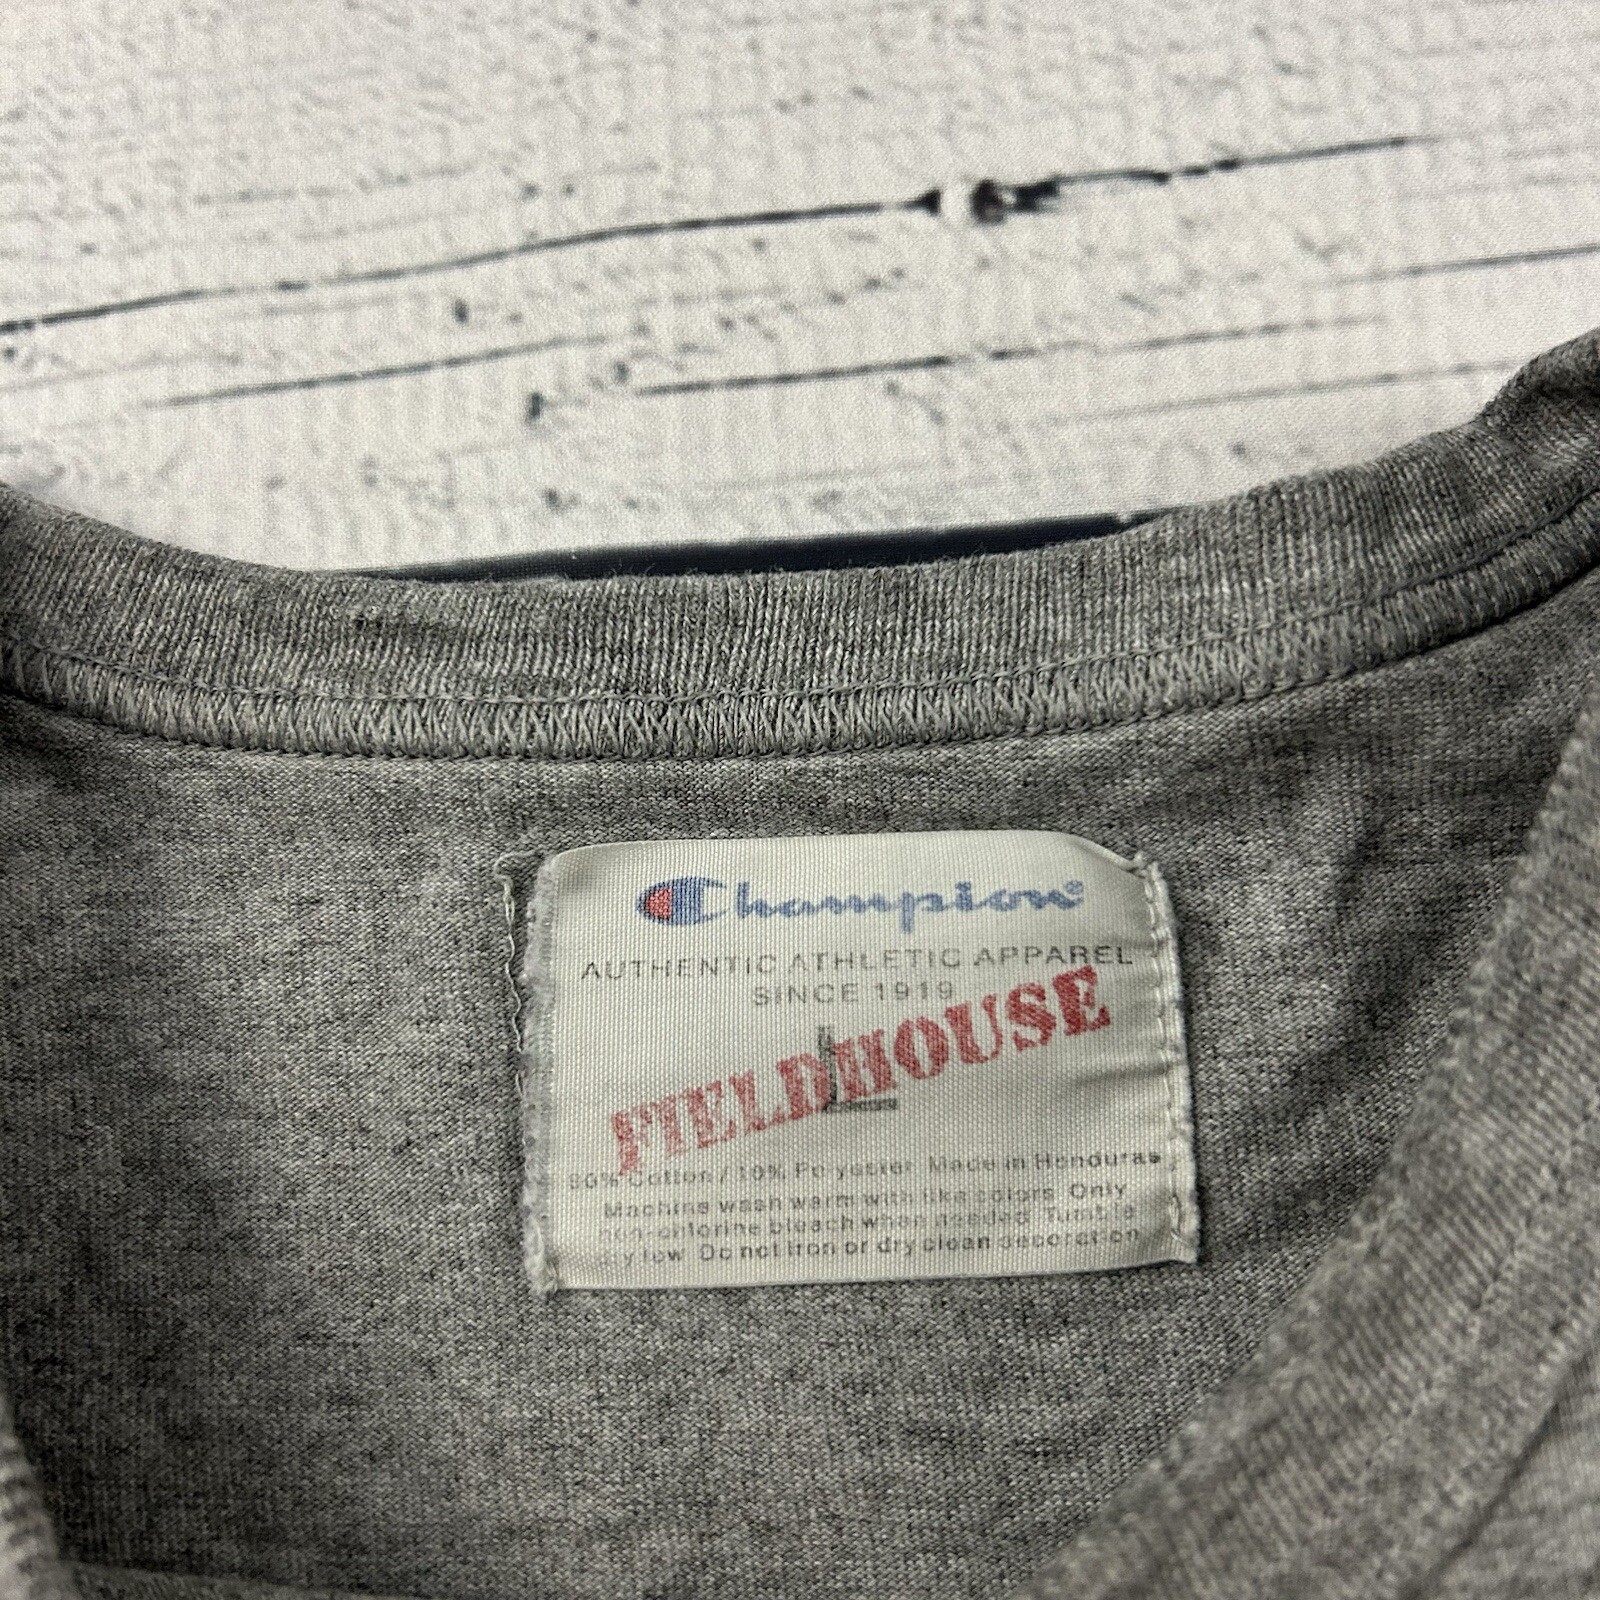 Champion®
AUTHENTIC ATHLETIC APPAREL
SINCE 1919
L
FIELDHOUSE
90% Cotton / 10% Polyester Made in Honduras
Machine wash warm with like colors Only
non-chlorine bleach when needed Tumble
dry low Do not iron or dry clean decoration